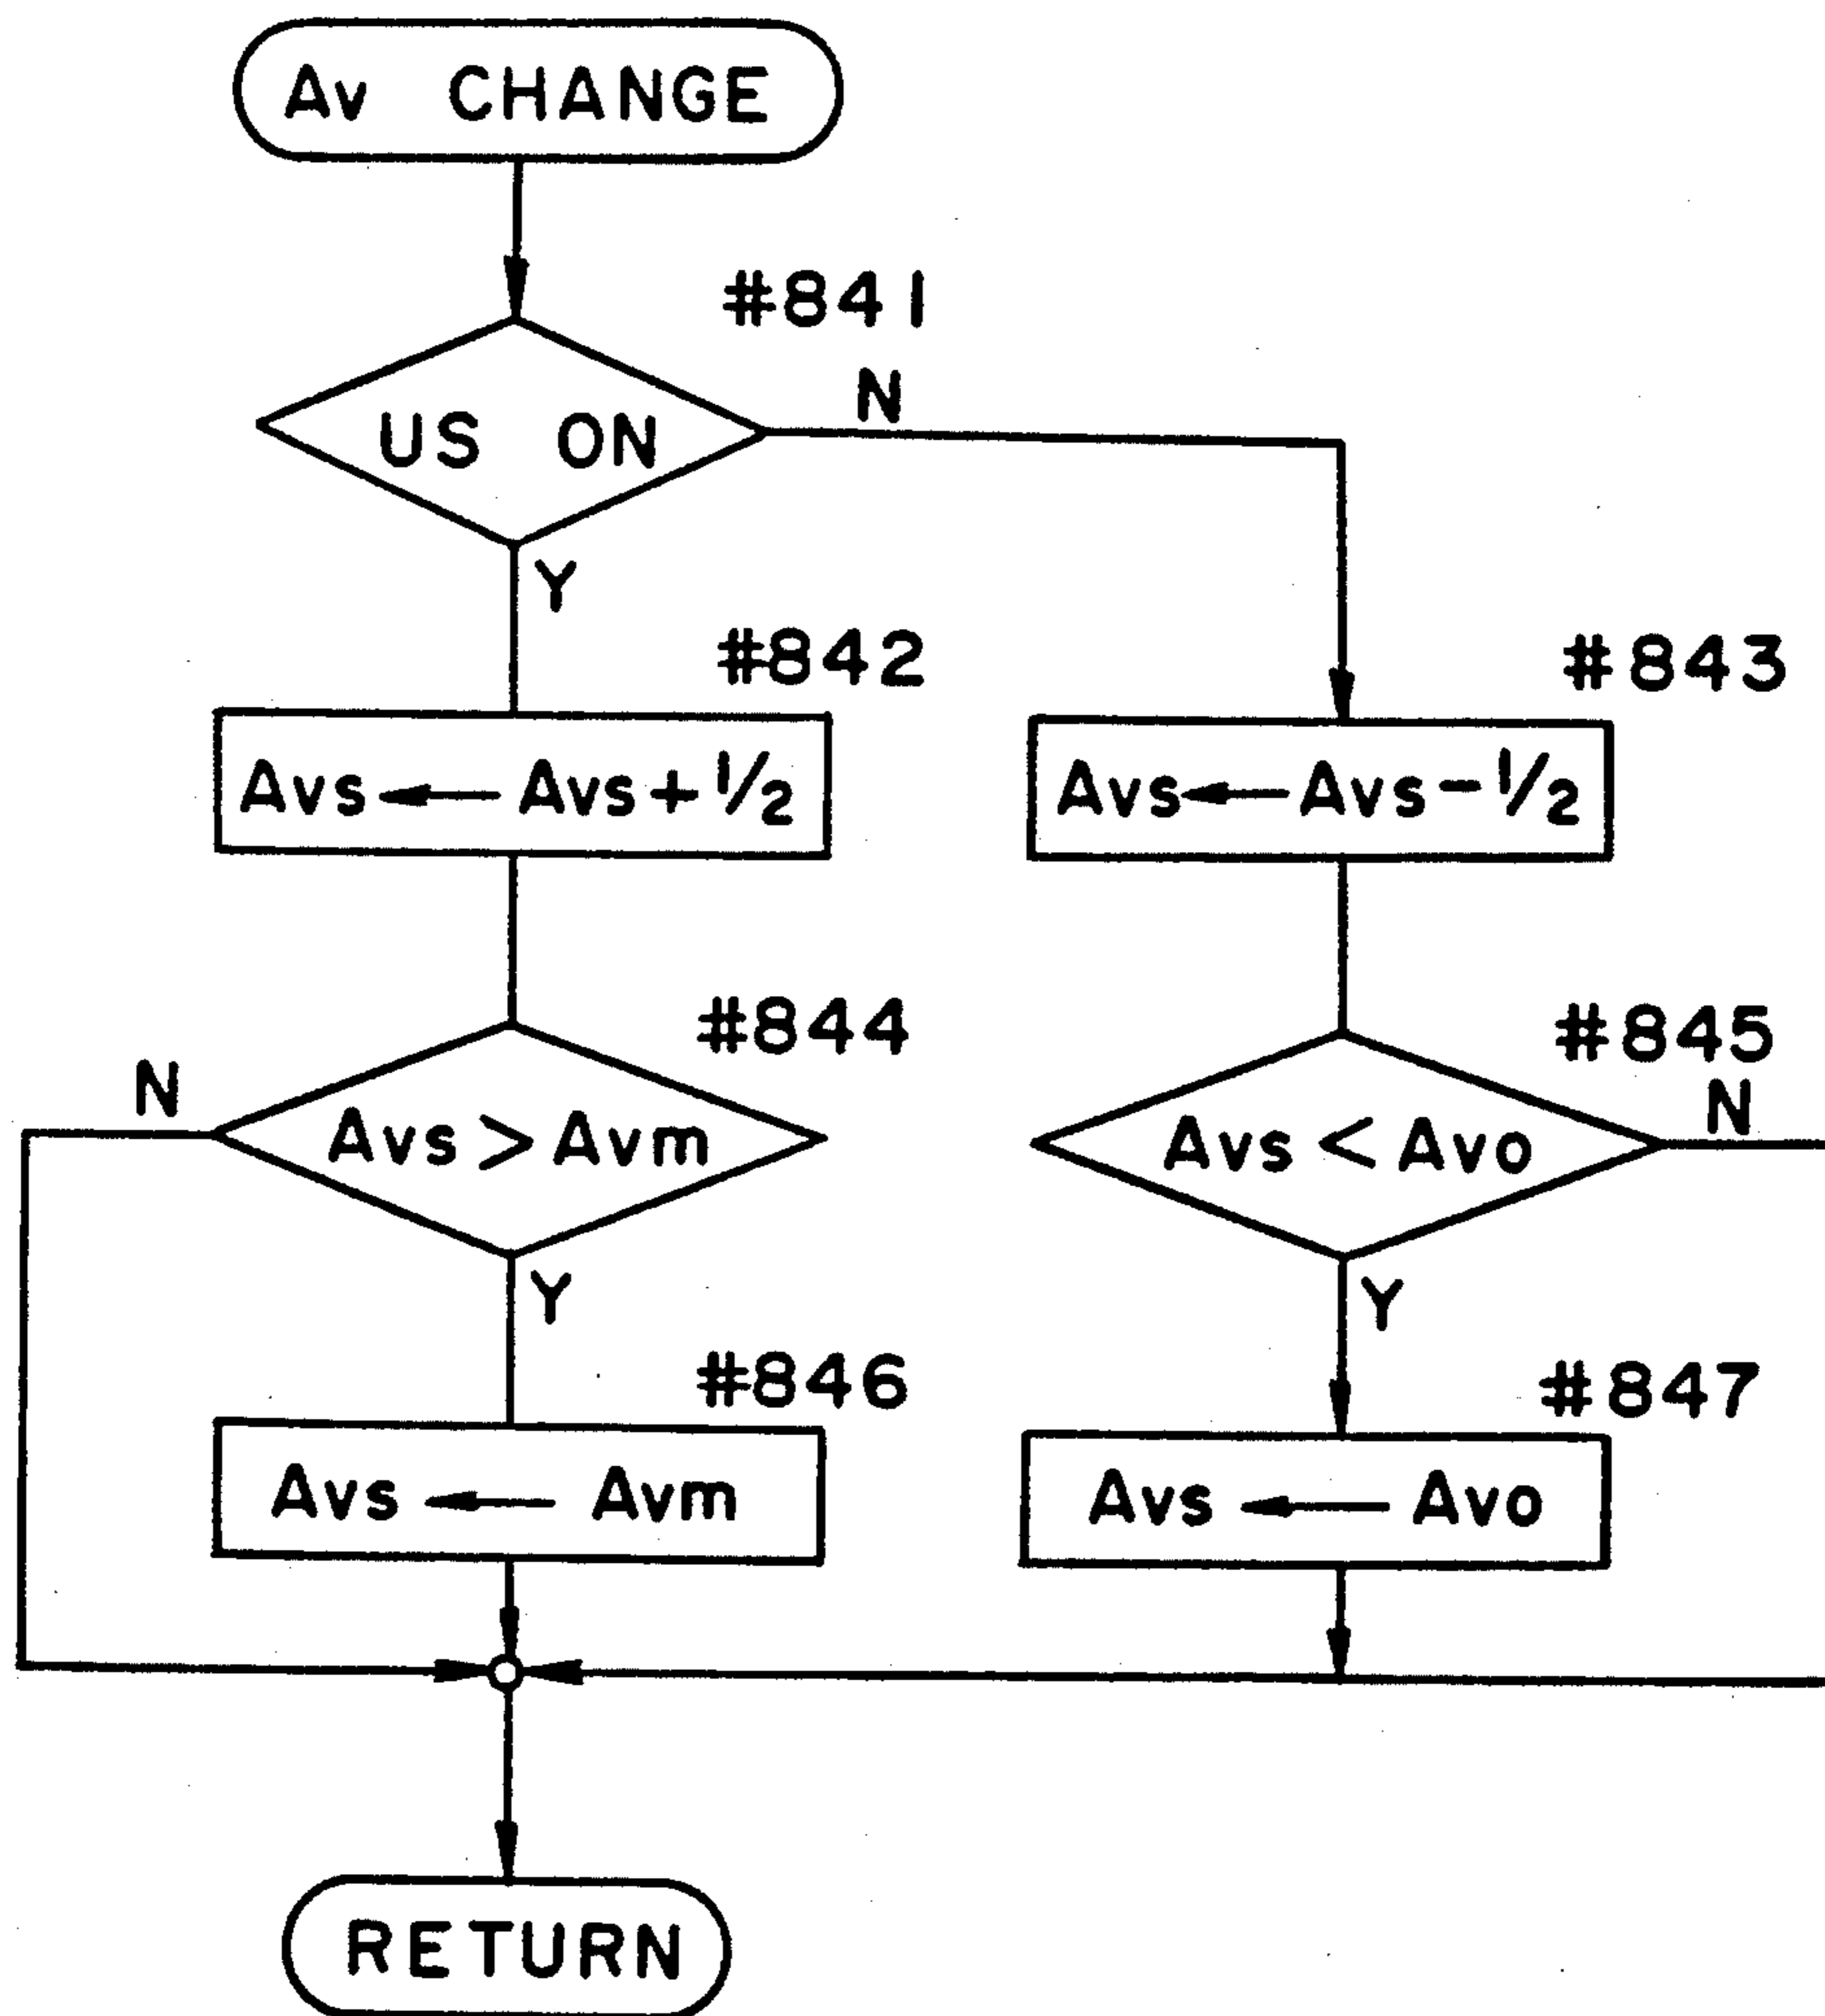 Av CHANGE
#841
US ON
N
Y
#842
#843
Avs ← Avs + 1/2
Avs ← Avs - 1/2
#844
#845
N
Avs > Avm
Avs < Avo
N
Y
Y
#846
#847
Avs ← Avm
Avs ← Avo
RETURN